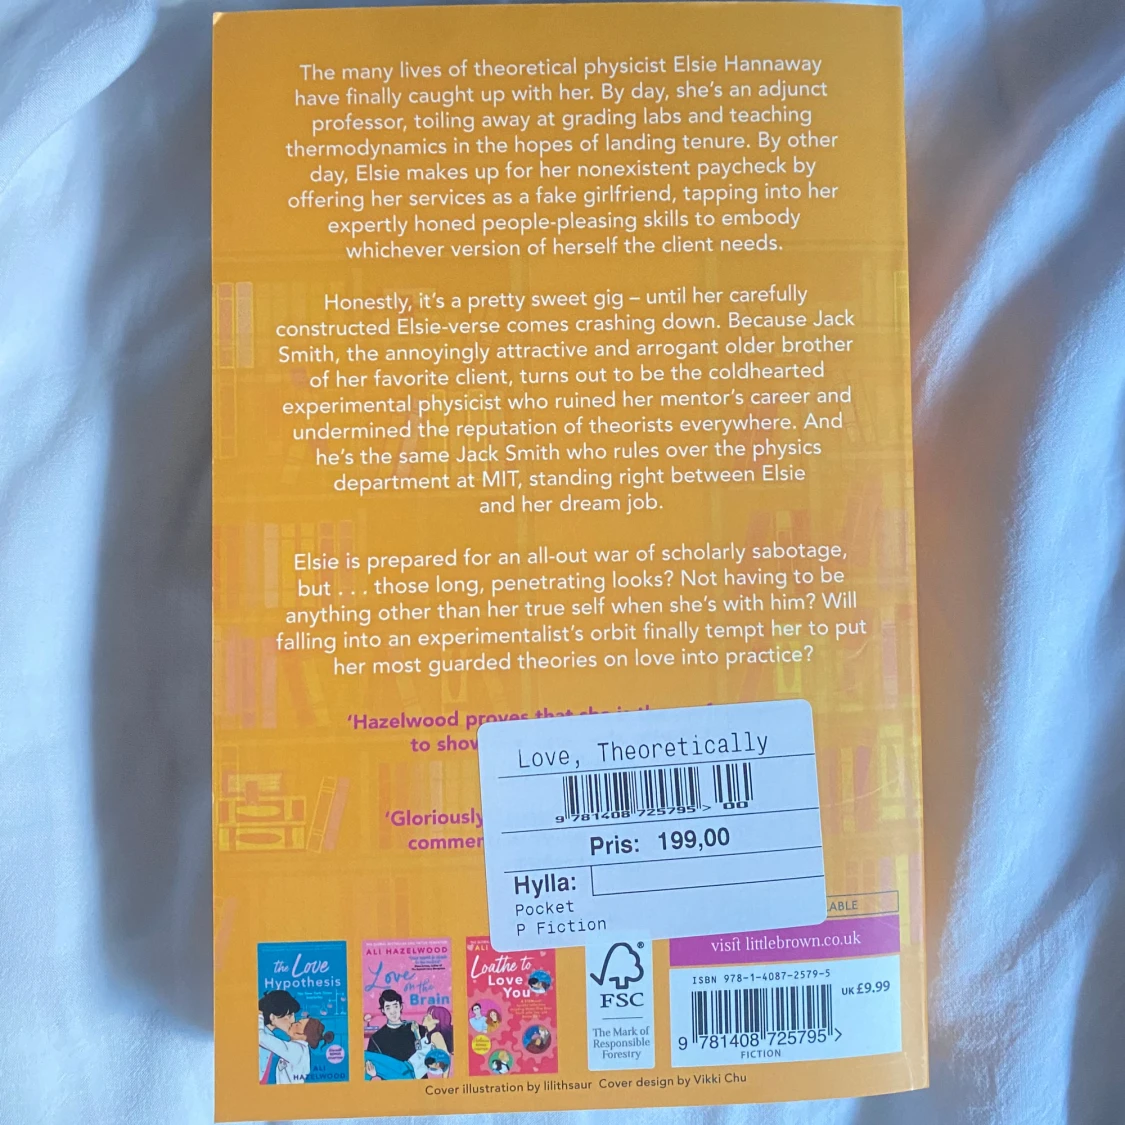 The many lives of theoretical physicist Elsie Hannaway
have finally caught up with her. By day, she's an adjunct
professor, toiling away at grading labs and teaching
thermodynamics in the hopes of landing tenure. By other
day, Elsie makes up for her nonexistent paycheck by
offering her services as a fake girlfriend, tapping into her
expertly honed people-pleasing skills to embody
whichever version of herself the client needs.
Honestly, it's a pretty sweet gig – until her carefully
constructed Elsie-verse comes crashing down. Because Jack
Smith, the annoyingly attractive and arrogant older brother
of her favorite client, turns out to be the coldhearted
experimental physicist who ruined her mentor's career and
undermined the reputation of theorists everywhere. And
he's the same Jack Smith who rules over the physics
department at MIT, standing right between Elsie
and her dream job.
Elsie is prepared for an all-out war of scholarly sabotage,
but . . . those long, penetrating looks? Not having to be
anything other than her true self when she's with him? Will
falling into an experimentalist's orbit finally tempt her to put
her most guarded theories on love into practice?
'Hazelwood proves that she is the
to show
'Gloriously
commen
Love, Theoretically
9 781408 725795 > 00
Pris: 199,00
Hylla:
Pocket
P Fiction
ABLE
visit littlebrown.co.uk
ISBN 978-1-4087-2579-5
UK £9.99
9 781408 725795 >
FICTION
the Love
Hypothesis
ALI
HAZELWOOD
ALI HAZELWOOD
Love
on the
Brain
ALI
Loathe to
Love
You
FSC
The Mark of
Responsible
Forestry
Cover illustration by lilithsaur Cover design by Vikki Chu